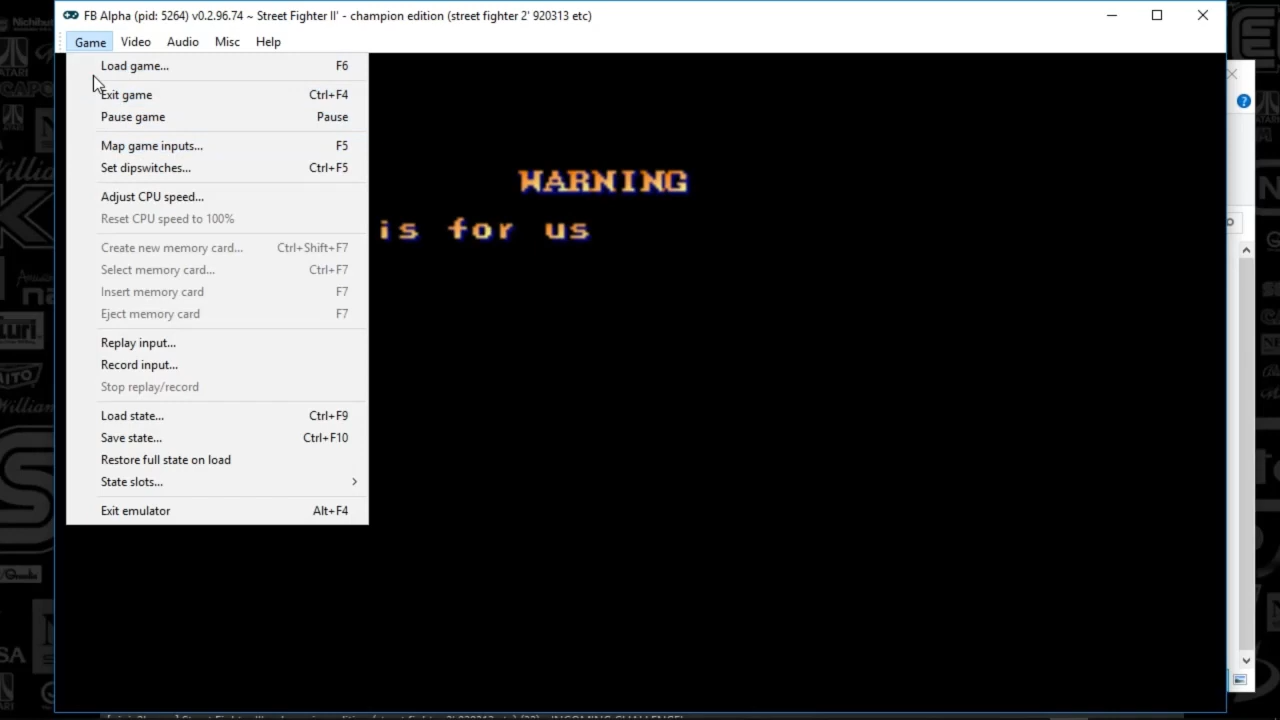 FB Alpha (pid: 5264) v0.2.96.74 ~ Street Fighter II' - champion edition (street fighter 2' 920313 etc)
Game Video Audio Misc Help
Load game... F6
Exit game Ctrl+F4
Pause game Pause
Map game inputs... F5
Set dipswitches... Ctrl+F5
Adjust CPU speed...
Reset CPU speed to 100%
Create new memory card... Ctrl+Shift+F7
Select memory card... Ctrl+F7
Insert memory card F7
Eject memory card F7
Replay input...
Record input...
Stop replay/record
Load state... Ctrl+F9
Save state... Ctrl+F10
Restore full state on load
State slots...
Exit emulator Alt+F4
WARNING
is for us